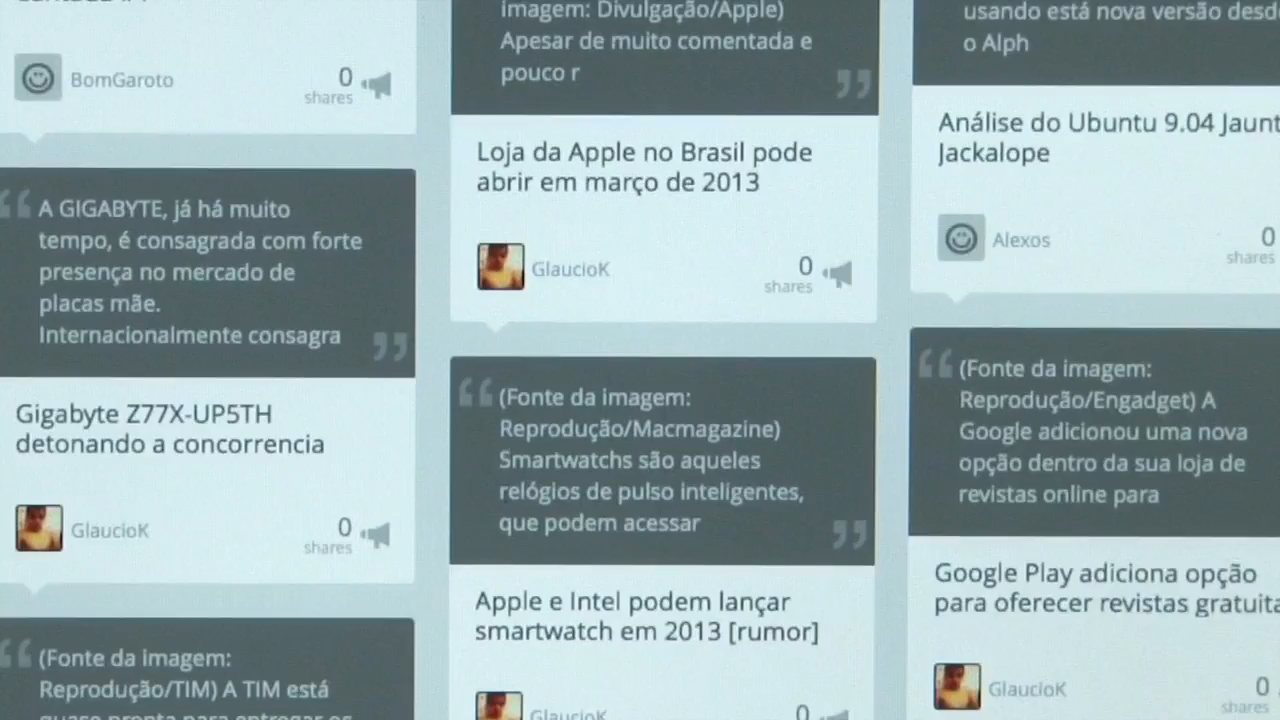 BomGaroto
0
shares
A GIGABYTE, já há muito
tempo, é consagrada com forte
presença no mercado de
placas mãe.
Internacionalmente consagra
Gigabyte Z77X-UP5TH
detonando a concorrencia
GlaucioK
0
shares
(Fonte da imagem:
Reprodução/TIM) A TIM está
quase pronta para entregar os
imagem: Divulgação/Apple)
Apesar de muito comentada e
pouco r
Loja da Apple no Brasil pode
abrir em março de 2013
GlaucioK
0
shares
(Fonte da imagem:
Reprodução/Macmagazine)
Smartwatchs são aqueles
relógios de pulso inteligentes,
que podem acessar
Apple e Intel podem lançar
smartwatch em 2013 [rumor]
GlaucioK
0
usando está nova versão desd
o Alph
Análise do Ubuntu 9.04 Jaunt
Jackalope
Alexos
0
shares
(Fonte da imagem:
Reprodução/Engadget) A
Google adicionou uma nova
opção dentro da sua loja de
revistas online para
Google Play adiciona opção
para oferecer revistas gratuita
GlaucioK
0
shares